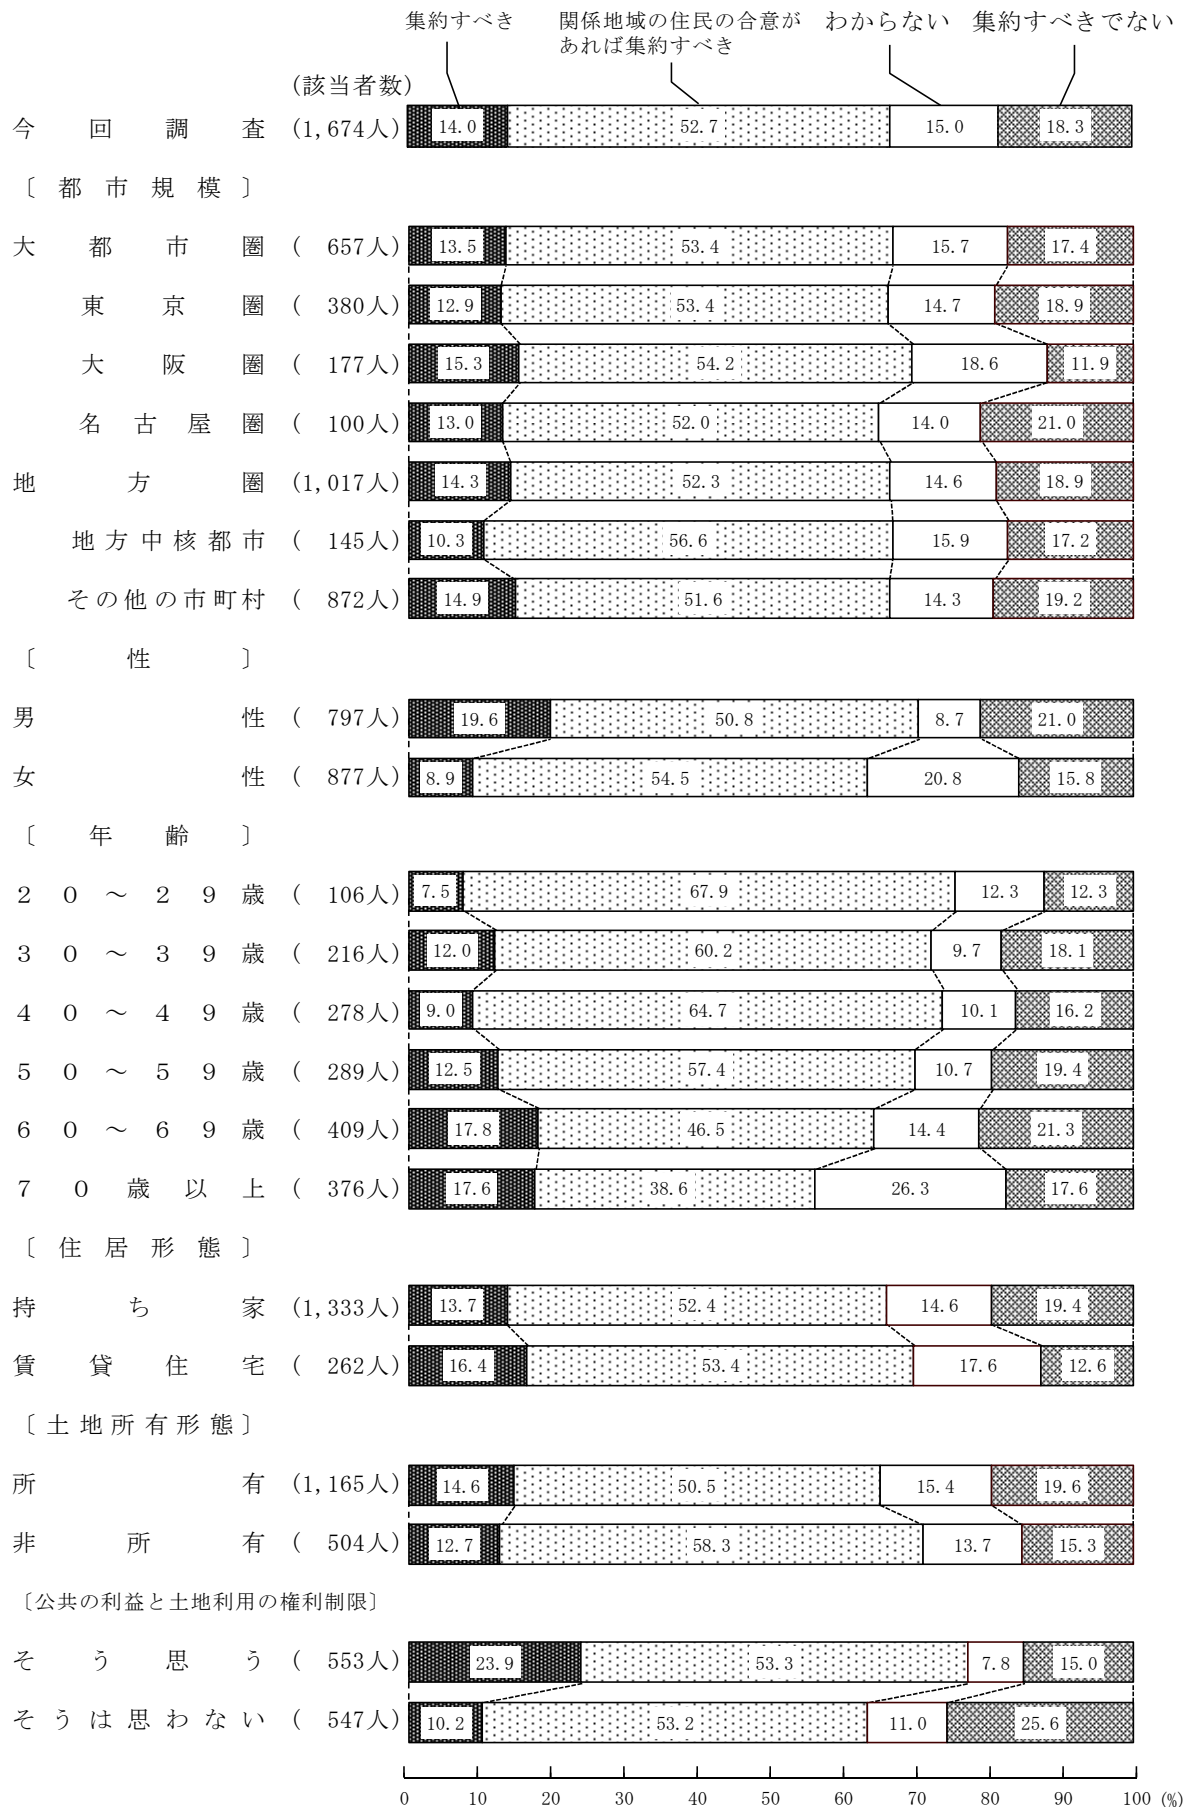 集約すべき 関係地域の住民の合意が わからない 集約すべきでない
あれば集約すべき
(該当者数)
今回調査 (1,674人) 14.0 52.7 15.0 18.3
〔都市規模〕
大都市圏 ( 657人) 13.5 53.4 15.7 17.4
東京圏 ( 380人) 12.9 53.4 14.7 18.9
大阪圏 ( 177人) 15.3 54.2 18.6 11.9
名古屋圏 ( 100人) 13.0 52.0 14.0 21.0
地方圏 (1,017人) 14.3 52.3 14.6 18.9
地方中核都市 ( 145人) 10.3 56.6 15.9 17.2
その他の市町村 ( 872人) 14.9 51.6 14.3 19.2
〔性〕
男性 ( 797人) 19.6 50.8 8.7 21.0
女性 ( 877人) 8.9 54.5 20.8 15.8
〔年齢〕
20～29歳 ( 106人) 7.5 67.9 12.3 12.3
30～39歳 ( 216人) 12.0 60.2 9.7 18.1
40～49歳 ( 278人) 9.0 64.7 10.1 16.2
50～59歳 ( 289人) 12.5 57.4 10.7 19.4
60～69歳 ( 409人) 17.8 46.5 14.4 21.3
70歳以上 ( 376人) 17.6 38.6 26.3 17.6
〔住居形態〕
持ち家 (1,333人) 13.7 52.4 14.6 19.4
賃貸住宅 ( 262人) 16.4 53.4 17.6 12.6
〔土地所有形態〕
所有 (1,165人) 14.6 50.5 15.4 19.6
非所有 ( 504人) 12.7 58.3 13.7 15.3
〔公共の利益と土地利用の権利制限〕
そう思う ( 553人) 23.9 53.3 7.8 15.0
そうは思わない ( 547人) 10.2 53.2 11.0 25.6
0 10 20 30 40 50 60 70 80 90 100 (%)